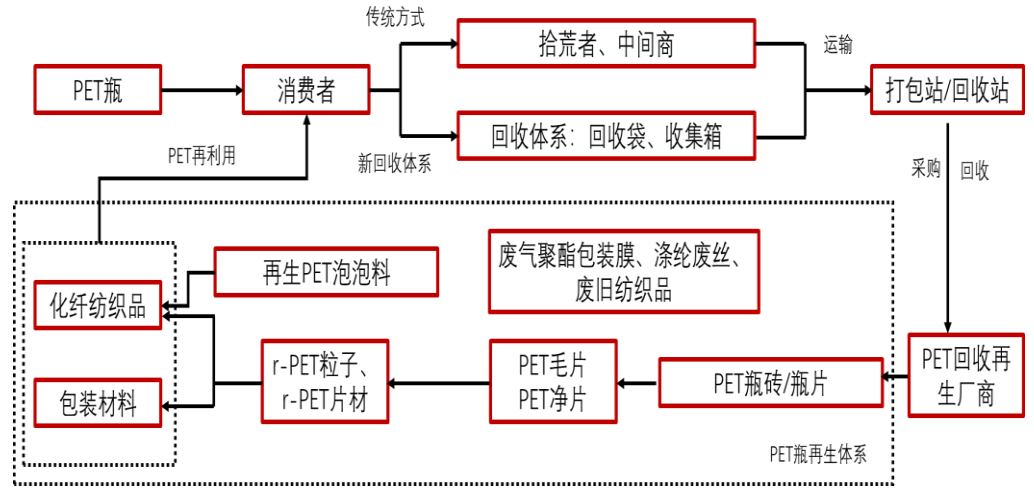 传统方式
拾荒者、中间商
运输
PET瓶
消费者
打包站/回收站
回收体系：回收袋、收集箱
PET再利用
新回收体系
采购
回收
再生PET泡泡料
废气聚酯包装膜、涤纶废丝、
废旧纺织品
化纤纺织品
r-PET粒子、
r-PET片材
PET毛片
PET净片
PET瓶砖/瓶片
PET回收再
生厂商
包装材料
PET瓶再生体系